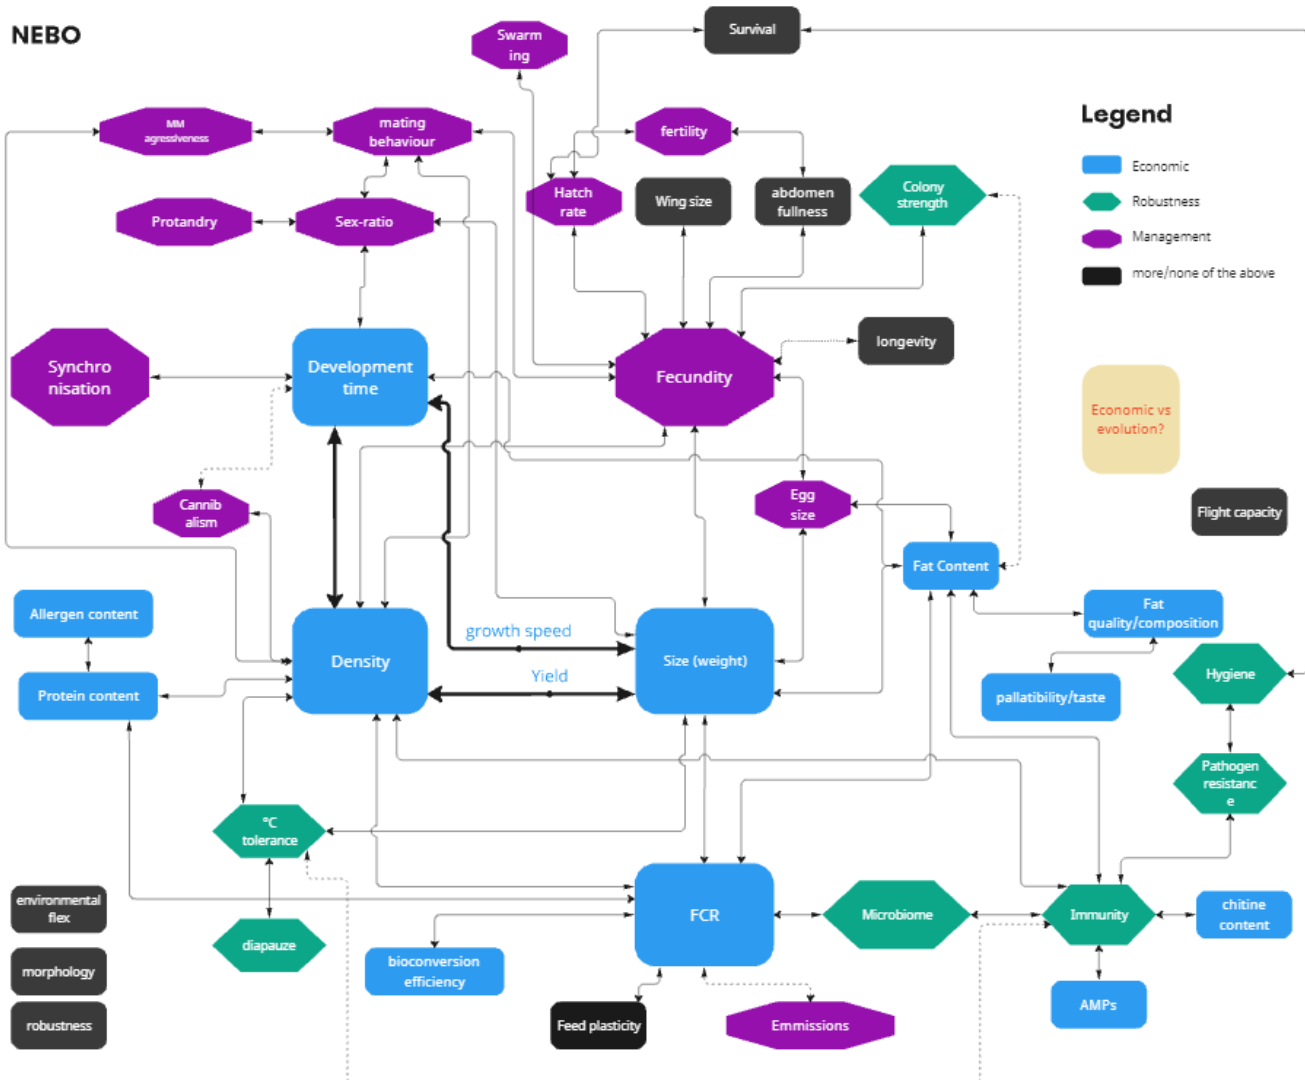 NEBO
Swarm
ing
Survival
Legend
MM
agressiveness
mating
behaviour
fertility
Economic
Hatch
rate
Wing size
abdomen
fullness
Colony
strength
Robustness
Protandry
Sex-ratio
Management
more/none of the above
Synchro
nisation
Development
time
Fecundity
longevity
Economic vs
evolution?
Cannib
alism
Egg
size
Flight capacity
Fat Content
Allergen content
Fat
quality/composition
growth speed
Density
Size (weight)
Yield
Hygiene
Protein content
pallatibility/taste
Pathogen
resistanc
e
°C
tolerance
environmental
flex
FCR
Microbiome
Immunity
chitine
content
diapauze
morphology
bioconversion
efficiency
AMPs
robustness
Feed plasticity
Emmissions